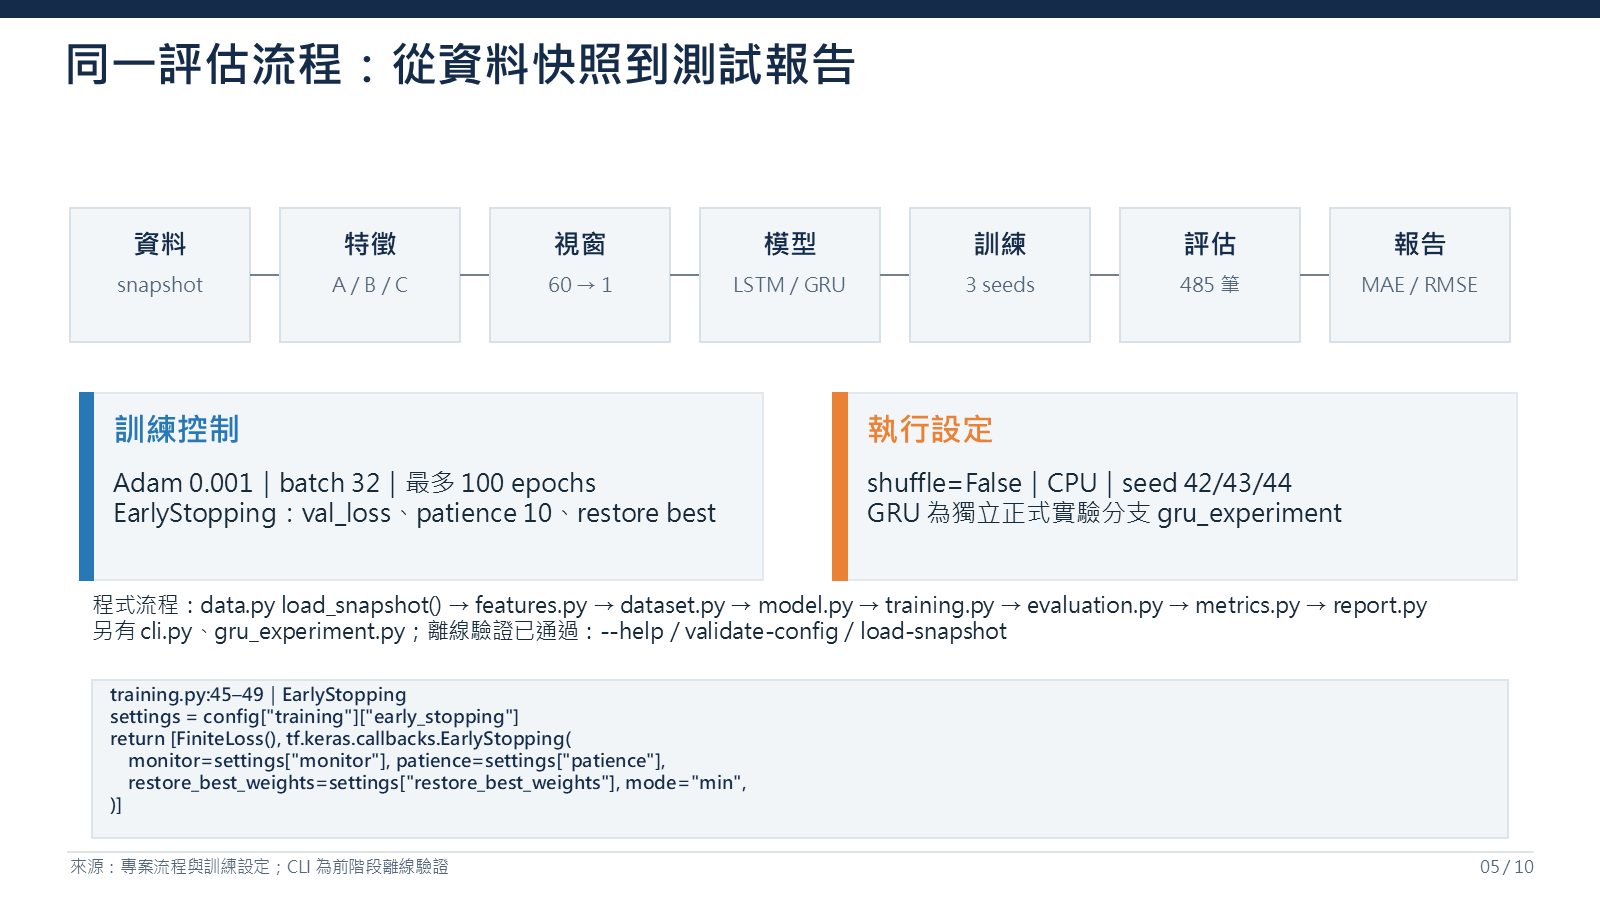 同一評估流程：從資料快照到測試報告
資料
snapshot
特徵
A / B / C
視窗
60 → 1
模型
LSTM / GRU
訓練
3 seeds
評估
485 筆
報告
MAE / RMSE
訓練控制
Adam 0.001｜batch 32｜最多 100 epochs
EarlyStopping：val_loss、patience 10、restore best
執行設定
shuffle=False｜CPU｜seed 42/43/44
GRU 為獨立正式實驗分支 gru_experiment
程式流程：data.py load_snapshot() → features.py → dataset.py → model.py → training.py → evaluation.py → metrics.py → report.py
另有 cli.py、gru_experiment.py；離線驗證已通過：--help / validate-config / load-snapshot
training.py:45–49｜EarlyStopping
settings = config["training"]["early_stopping"]
return [FiniteLoss(), tf.keras.callbacks.EarlyStopping(
monitor=settings["monitor"], patience=settings["patience"],
restore_best_weights=settings["restore_best_weights"], mode="min",
)]
來源：專案流程與訓練設定；CLI 為前階段離線驗證
05 / 10